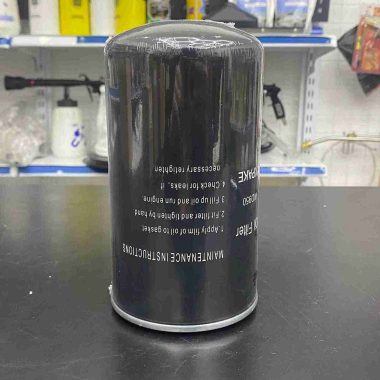 MAINTENANCE INSTRUCTIONS
1 Apply film of oil to gasket
2 Fit filter and tighten by hand
3 Fill up oil and run engine
4 Check for leaks, if
necessary retighten
Filter